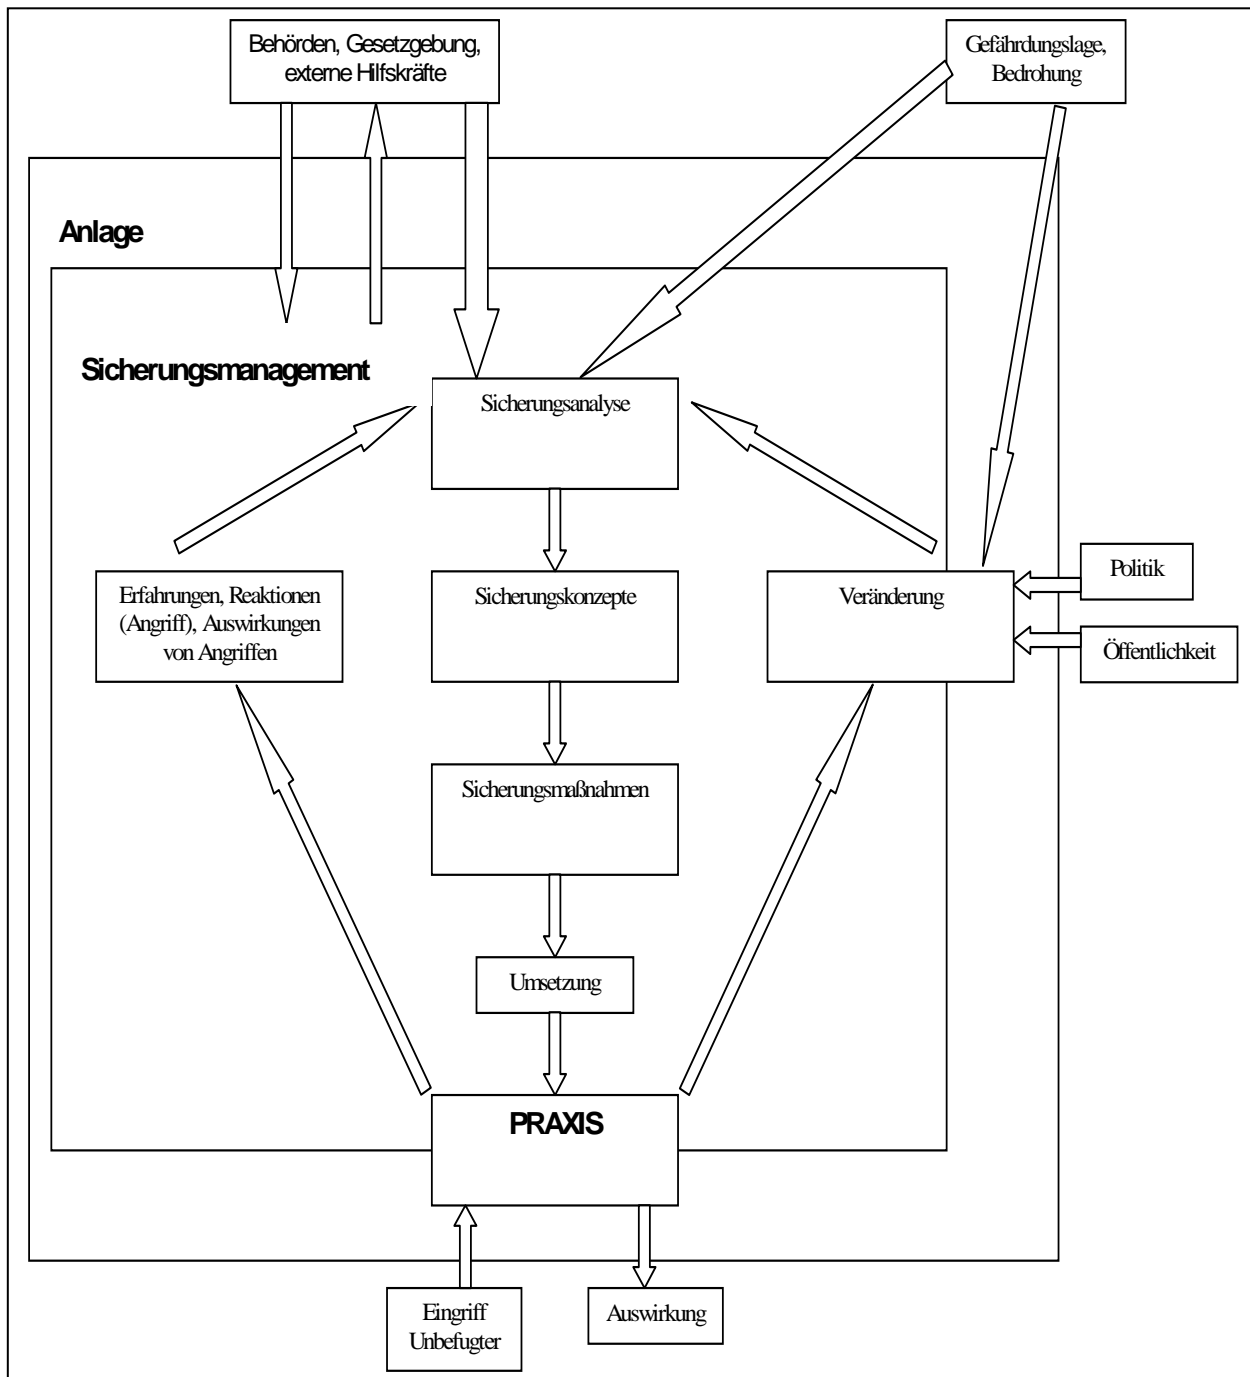 Behörden, Gesetzgebung,
externe Hilfskräfte
Gefährdungslage,
Bedrohung
Anlage
Sicherungsmanagement
Sicherungsanalyse
Erfahrungen, Reaktionen
(Angriff), Auswirkungen
von Angriffen
Sicherungskonzepte
Veränderung
Politik
Öffentlichkeit
Sicherungsmaßnahmen
Umsetzung
PRAXIS
Eingriff
Unbefugter
Auswirkung